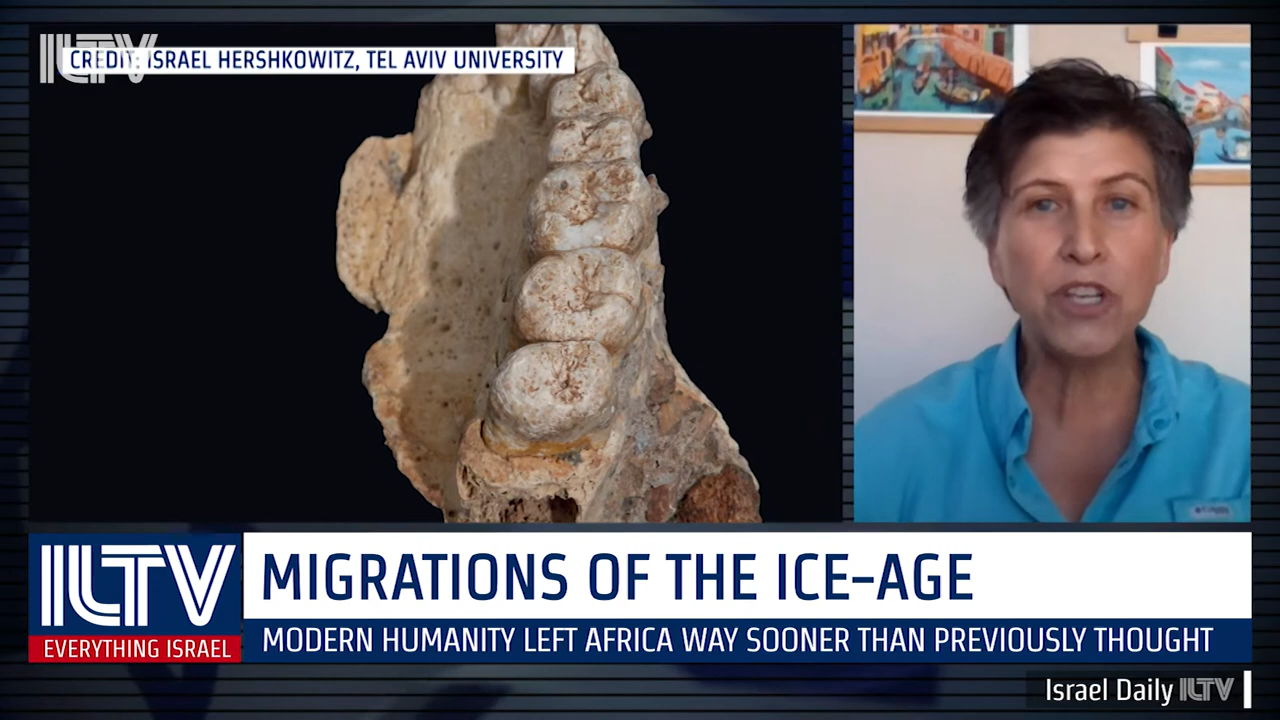 ILTV
CREDIT: ISRAEL HERSHKOWITZ, TEL AVIV UNIVERSITY
ILTV
EVERYTHING ISRAEL
MIGRATIONS OF THE ICE-AGE
MODERN HUMANITY LEFT AFRICA WAY SOONER THAN PREVIOUSLY THOUGHT
Israel Daily ILTV